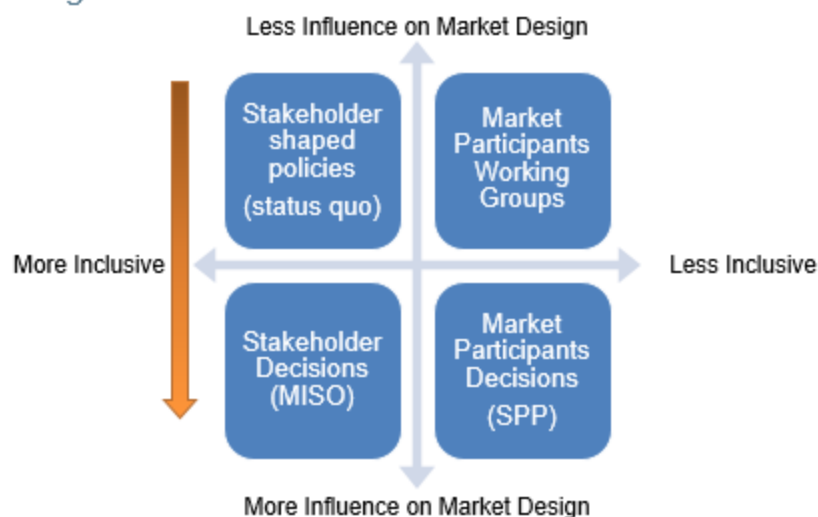 Less Influence on Market Design
Stakeholder
shaped
policies
(status quo)
Market
Participants
Working
Groups
More Inclusive
Less Inclusive
Stakeholder
Decisions
(MISO)
Market
Participants
Decisions
(SPP)
More Influence on Market Design